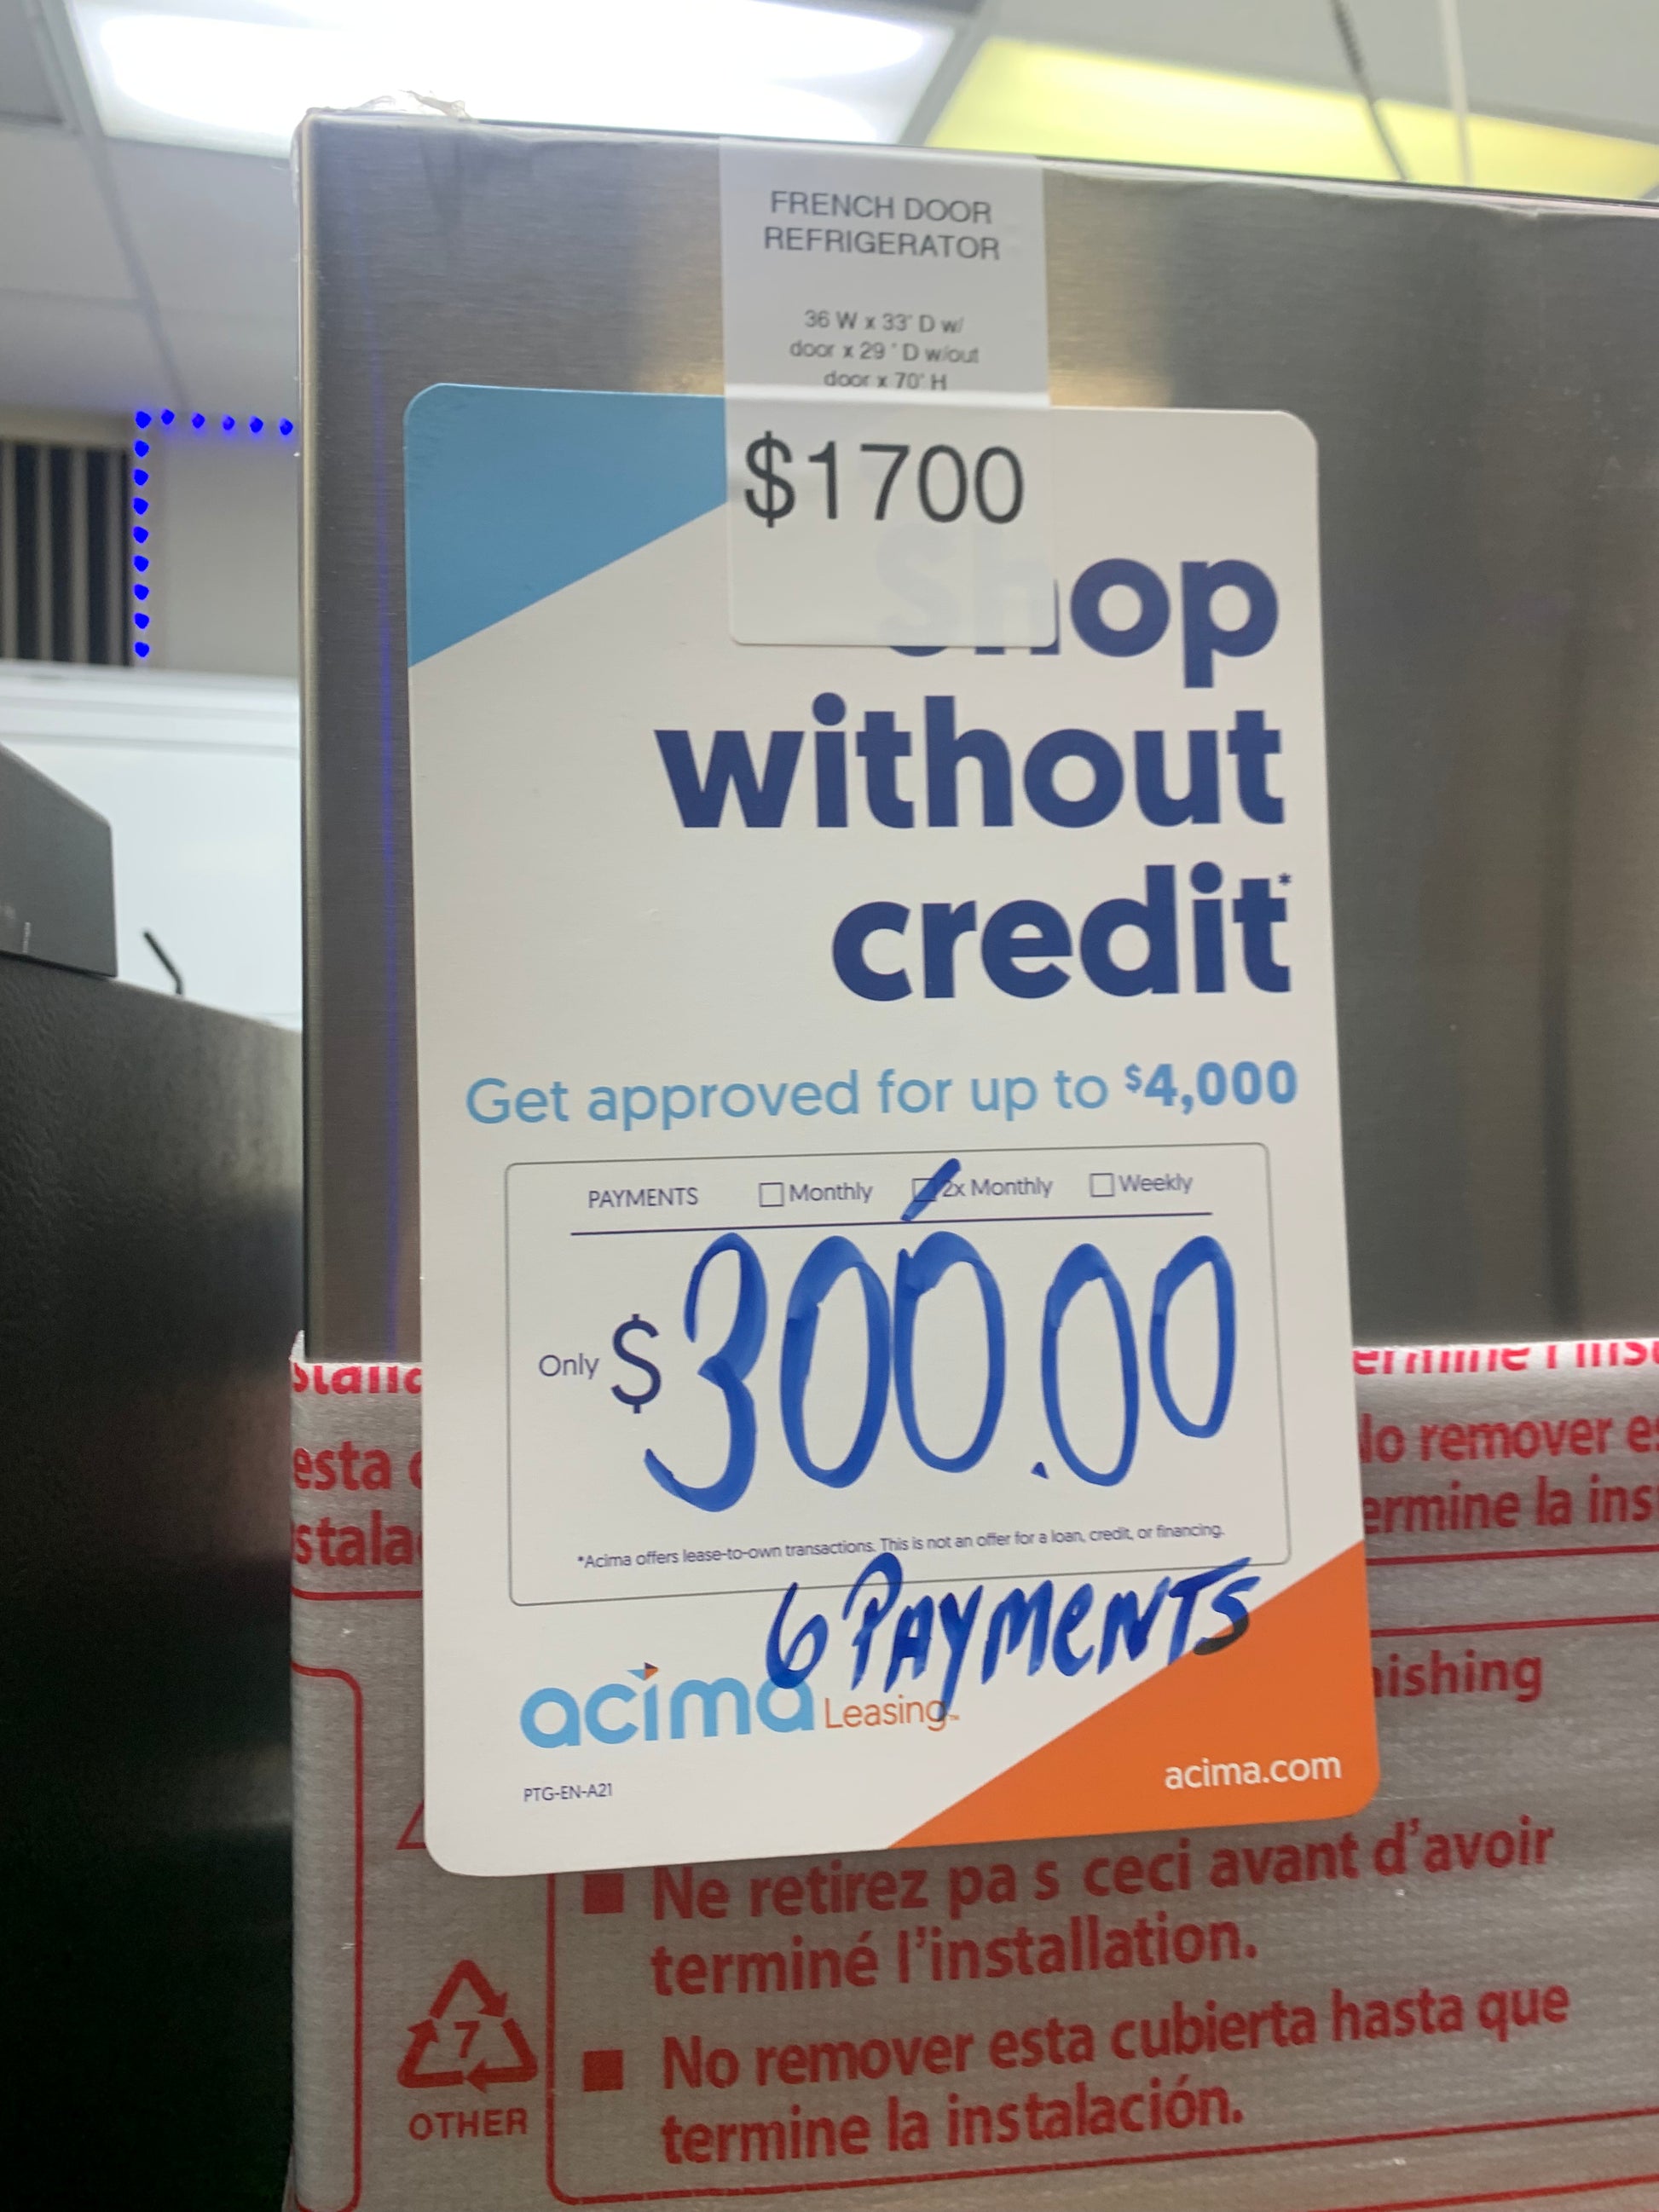 FRENCH DOOR
REFRIGERATOR
36 W x 33" D w/
door x 29 " D w/out
door x 70" H
$1700
Shop
without
credit*
Get approved for up to $4,000
PAYMENTS Monthly 2x Monthly Weekly
Only $300.00
*Acima offers lease-to-own transactions. This is not an offer for a loan, credit, or financing.
6 PAYMENTS
acima Leasing™
PTG-EN-A21
acima.com
esta
lo remover
ermine la
ishing
Ne retirez pa s ceci avant d'avoir
terminé l'installation.
No remover esta cubierta hasta que
termine la instalación.
7
OTHER